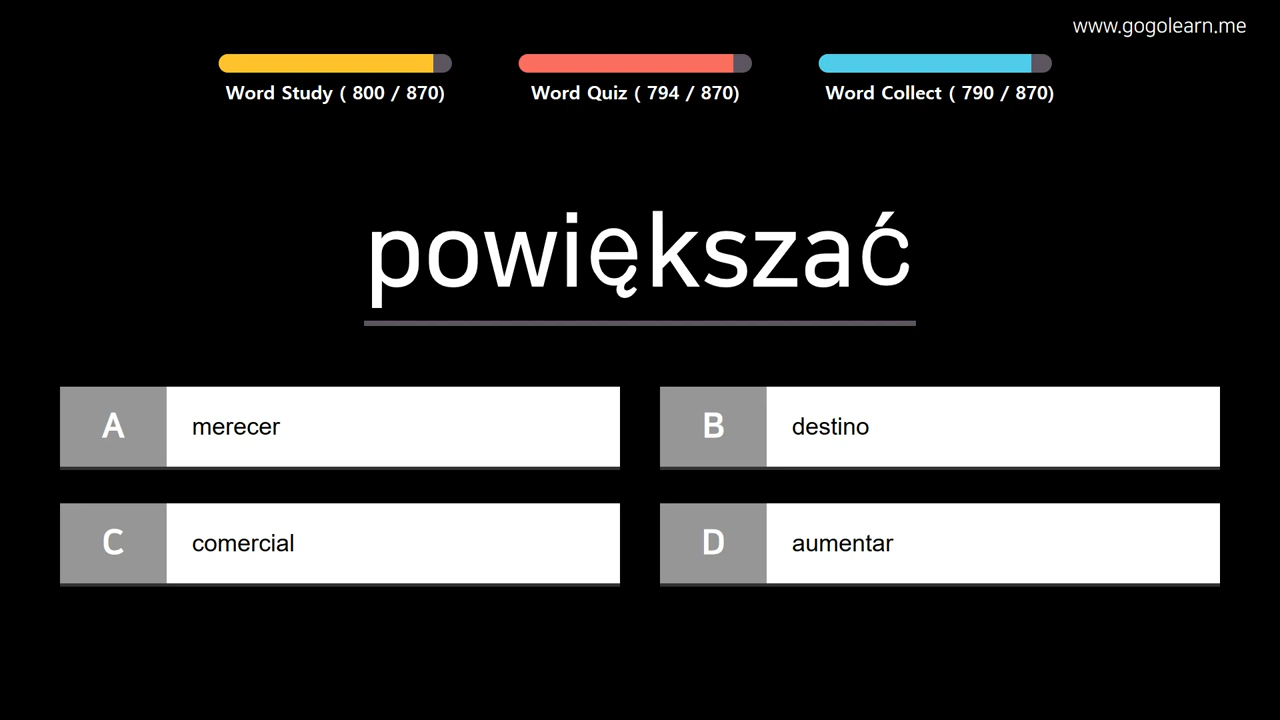 www.gogolearn.me
Word Study ( 800 / 870)
Word Quiz ( 794 / 870)
Word Collect ( 790 / 870)
powiększać
A merecer
B destino
C comercial
D aumentar